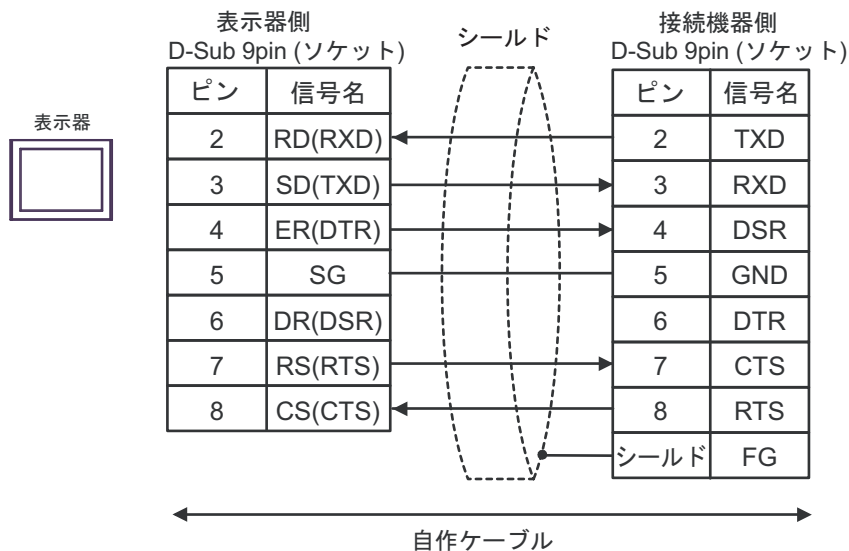 表示器側
D-Sub 9pin (ソケット)
シールド
接続機器側
D-Sub 9pin (ソケット)
表示器
ピン 信号名 ピン 信号名
2 RD(RXD) 2 TXD
3 SD(TXD) 3 RXD
4 ER(DTR) 4 DSR
5 SG 5 GND
6 DR(DSR) 6 DTR
7 RS(RTS) 7 CTS
8 CS(CTS) 8 RTS
シールド FG
自作ケーブル